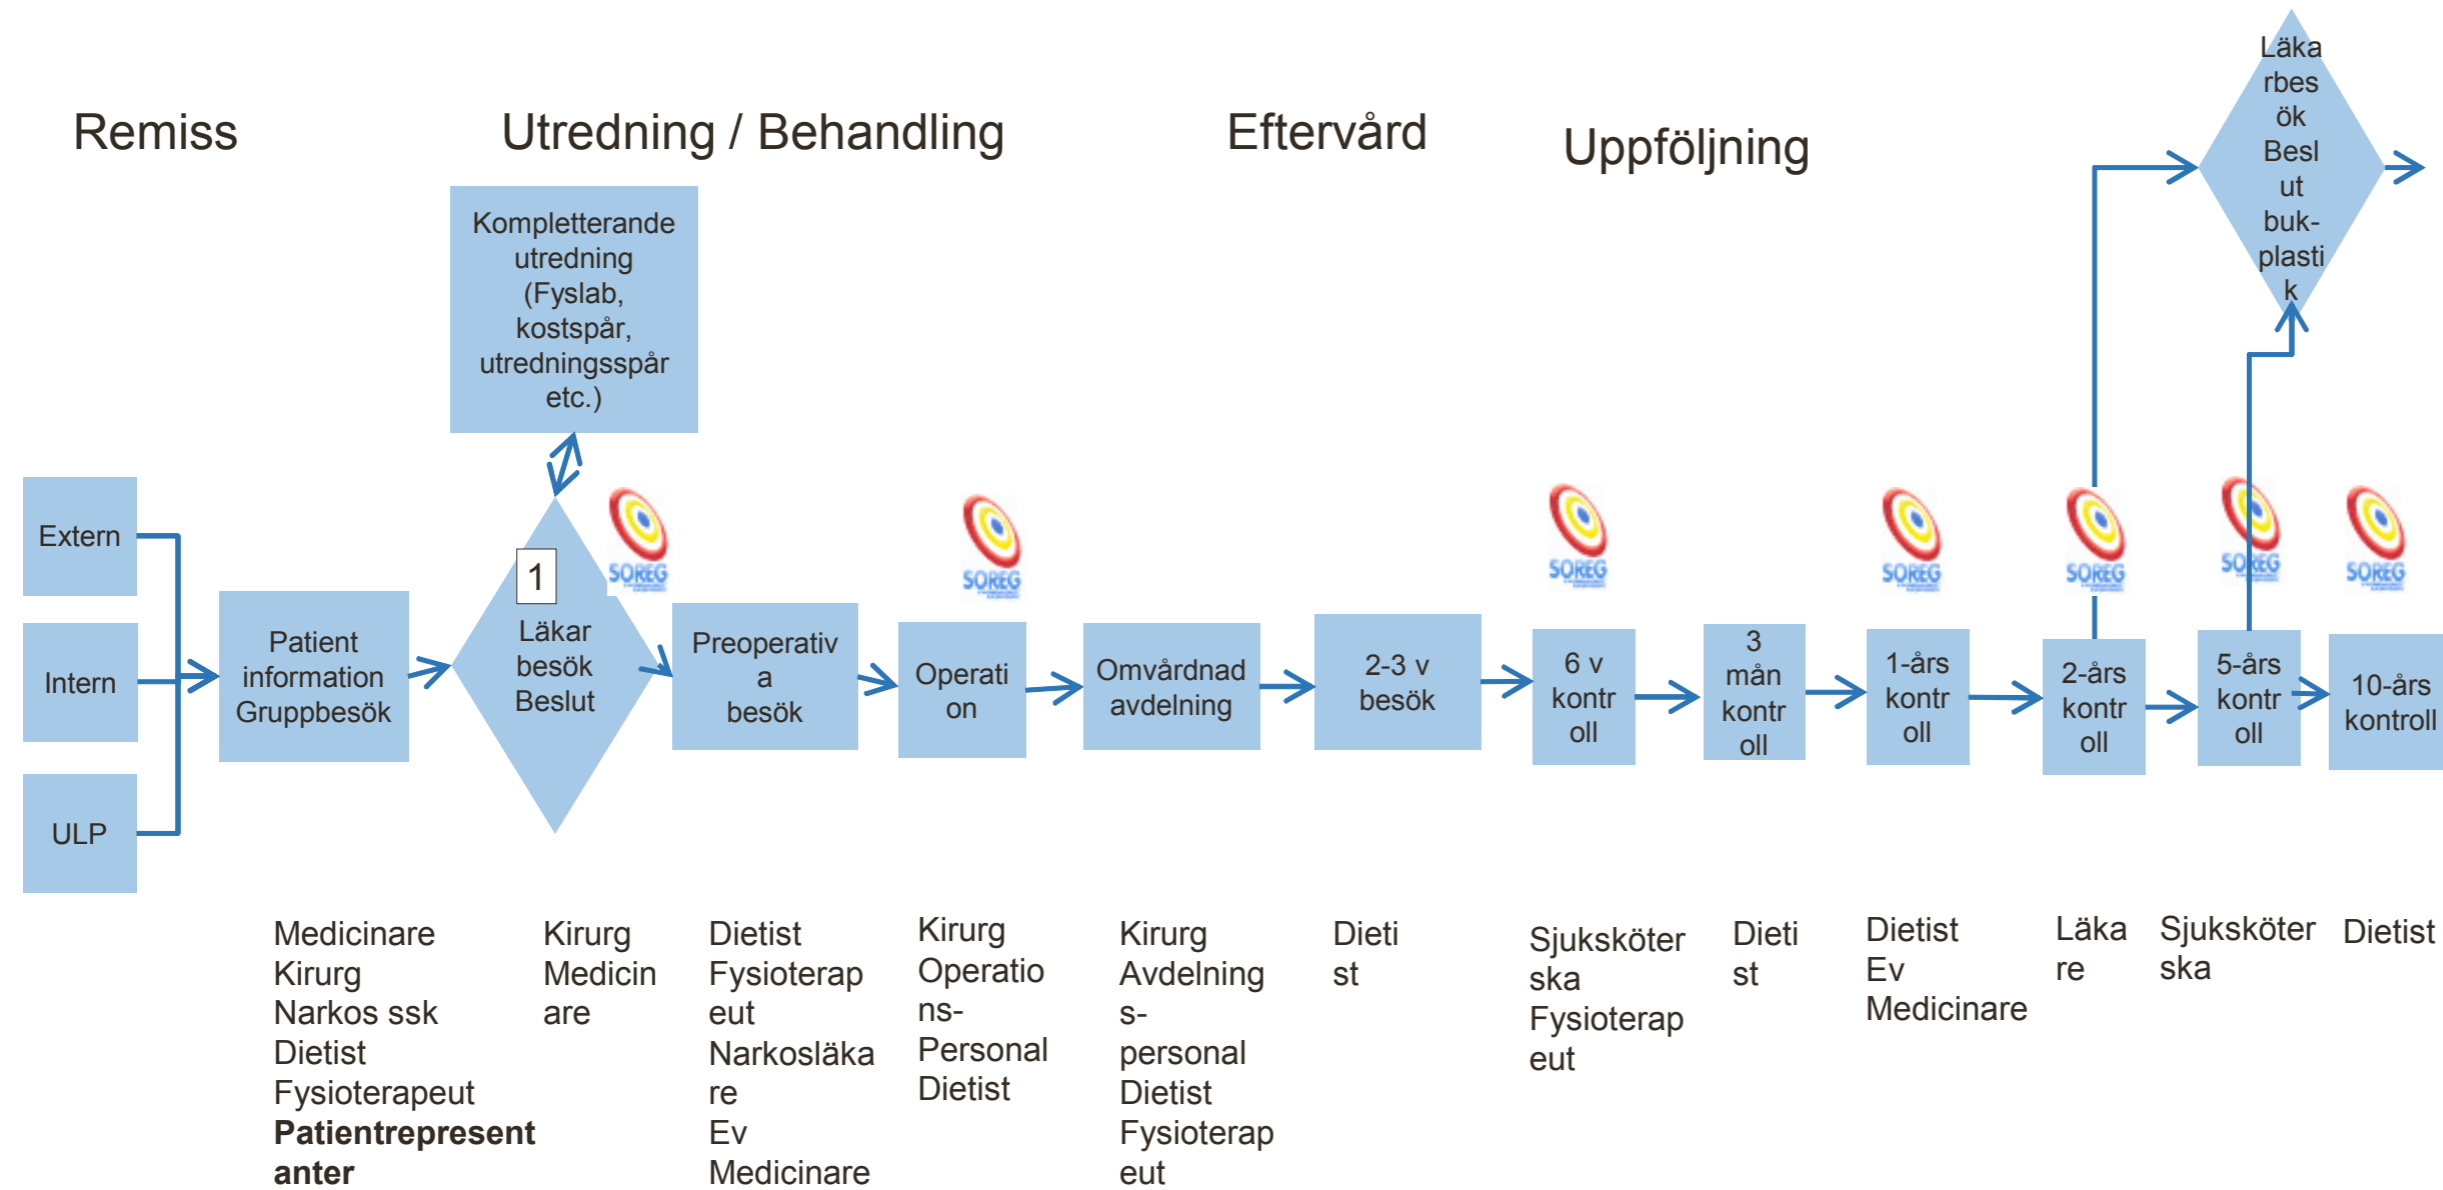 Remiss
Utredning / Behandling
Eftervård
Uppföljning
Läka
rbes
ök
Besl
ut
buk-
plasti
k
Kompletterande
utredning
(Fyslab,
kostspår,
utredningsspår
etc.)
Extern
Intern
ULP
Patient
information
Gruppbesök
1
Läkar
besök
Beslut
SOREG
Preoperativ
a
besök
SOREG
Operati
on
Omvårdnad
avdelning
2-3 v
besök
SOREG
6 v
kontr
oll
3
mån
kontr
oll
SOREG
1-års
kontr
oll
SOREG
2-års
kontr
oll
SOREG
5-års
kontr
oll
SOREG
10-års
kontroll
Medicinare
Kirurg
Narkos ssk
Dietist
Fysioterapeut
Patientrepresent
anter
Kirurg
Medicin
are
Dietist
Fysioterap
eut
Narkosläka
re
Ev
Medicinare
Kirurg
Operatio
ns-
Personal
Dietist
Kirurg
Avdelning
s-
personal
Dietist
Fysioterap
eut
Dieti
st
Sjuksköter
ska
Fysioterap
eut
Dieti
st
Dietist
Ev
Medicinare
Läka
re
Sjuksköter
ska
Dietist